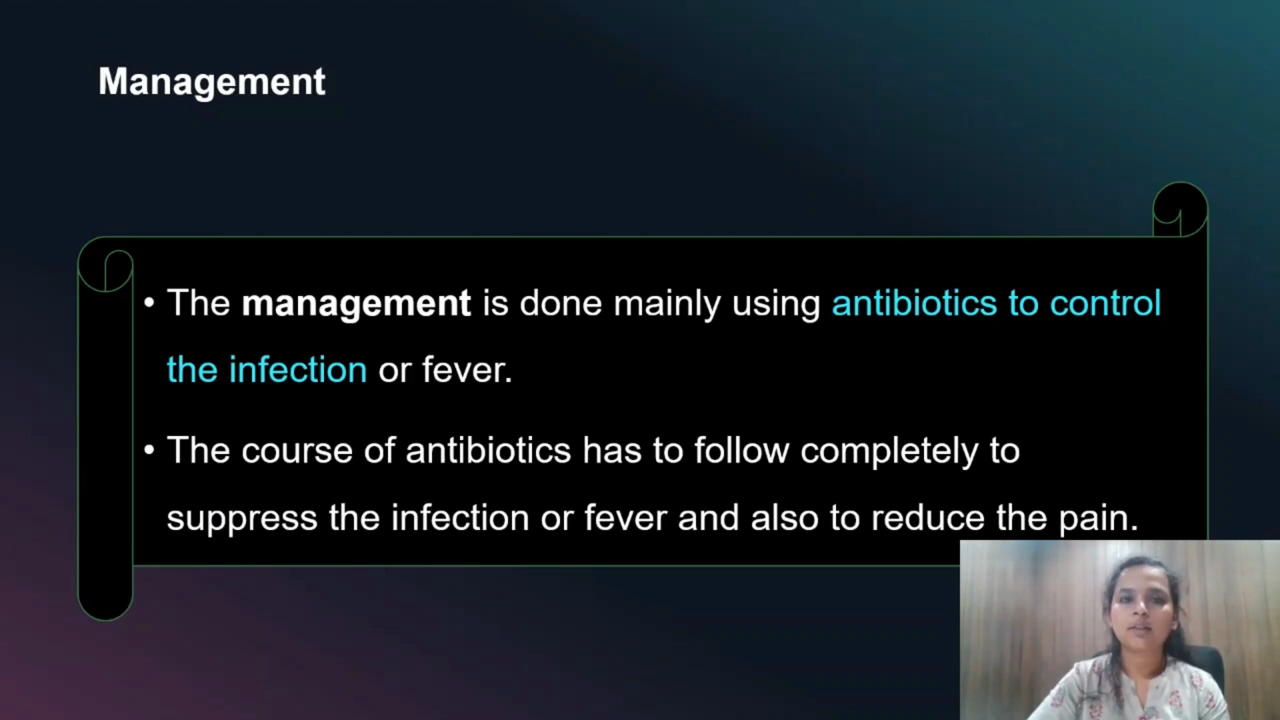 Management
• The management is done mainly using antibiotics to control
the infection or fever.
• The course of antibiotics has to follow completely to
suppress the infection or fever and also to reduce the pain.